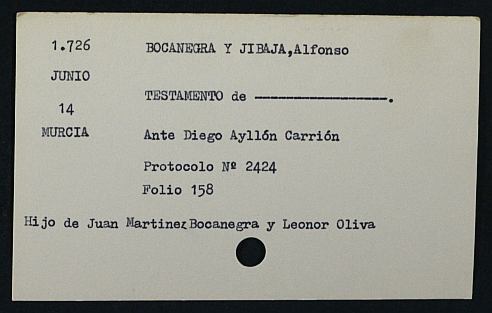 1.726 BOCANEGRA Y JIBAJA,Alfonso
JUNIO
14 TESTAMENTO de ------------------.
MURCIA Ante Diego Ayllón Carrión
Protocolo Nº 2424
Folio 158
Hijo de Juan Martinez Bocanegra y Leonor Oliva